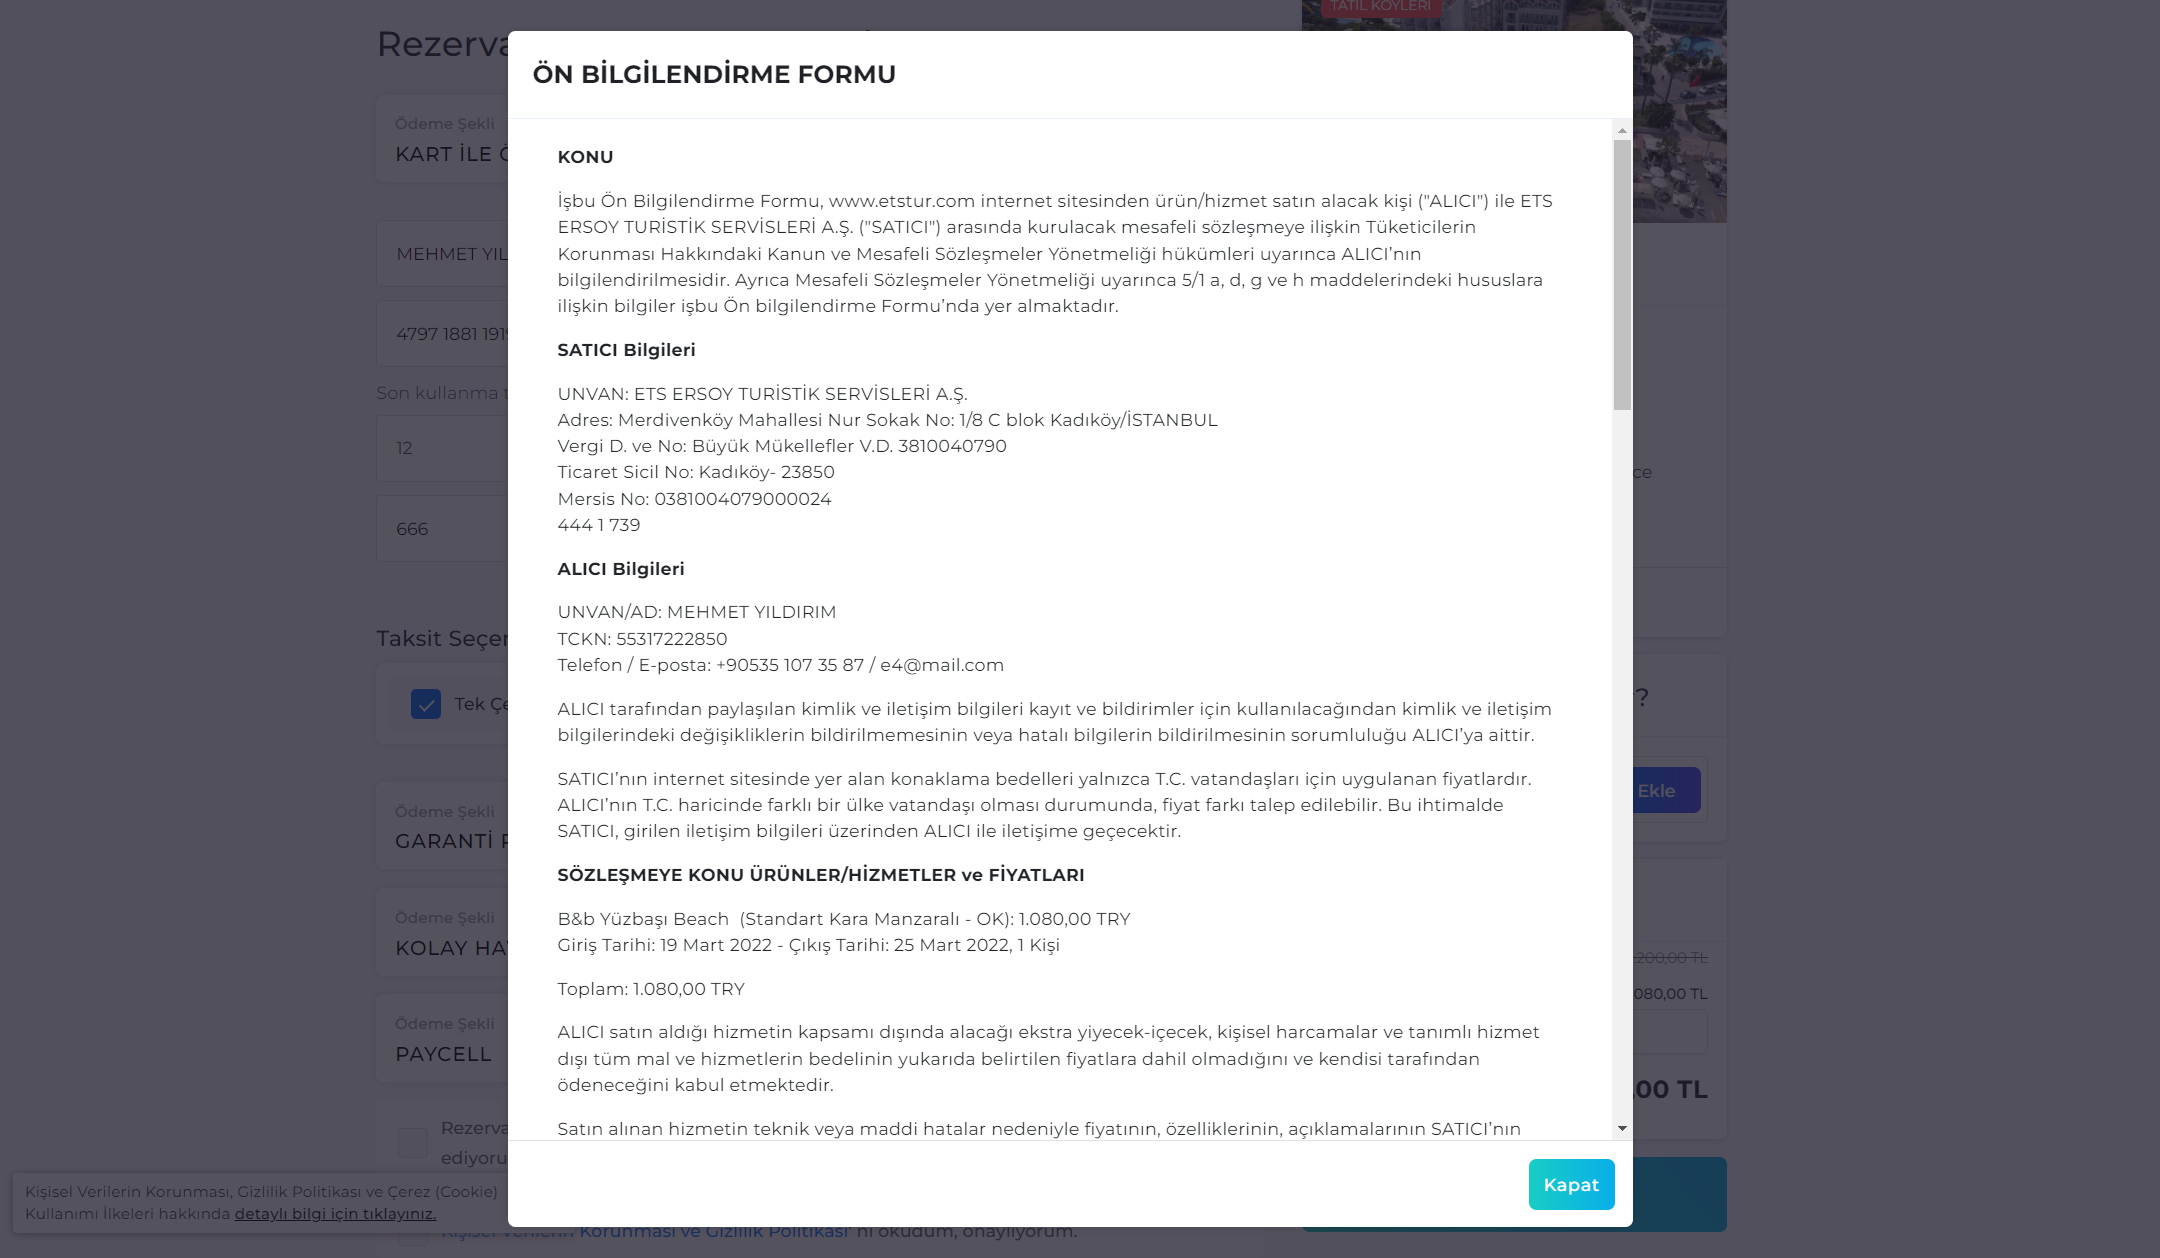 TATİL KÖYLERİ
ÖN BİLGİLENDİRME FORMU
Ödeme Şekli
KART İLE
MEHMET
4797 1881
Son kullanma
12
666
Taksit
Tek
Ödeme Şekli
GARANTİ
Ödeme Şekli
KOLAY
Ödeme Şekli
PAYCELL
KONU
İşbu Ön Bilgilendirme Formu, www.etstur.com internet sitesinden ürün/hizmet satın alacak kişi ("ALICI") ile ETS
ERSOY TURİSTİK SERVİSLERİ A.Ş. ("SATICI") arasında kurulacak mesafeli sözleşmeye ilişkin Tüketicilerin
Korunması Hakkındaki Kanun ve Mesafeli Sözleşmeler Yönetmeliği hükümleri uyarınca ALICI’nın
bilgilendirilmesidir. Ayrıca Mesafeli Sözleşmeler Yönetmeliği uyarınca 5/1 a, d, g ve h maddelerindeki hususlara
ilişkin bilgiler işbu Ön bilgilendirme Formu’nda yer almaktadır.
SATICI Bilgileri
UNVAN: ETS ERSOY TURİSTİK SERVİSLERİ A.Ş.
Adres: Merdivenköy Mahallesi Nur Sokak No: 1/8 C blok Kadıköy/İSTANBUL
Vergi D. ve No: Büyük Mükellefler V.D. 3810040790
Ticaret Sicil No: Kadıköy- 23850
Mersis No: 0381004079000024
444 1 739
ALICI Bilgileri
UNVAN/AD: MEHMET YILDIRIM
TCKN: 55317222850
Telefon / E-posta: +90535 107 35 87 / e4@mail.com
ALICI tarafından paylaşılan kimlik ve iletişim bilgileri kayıt ve bildirimler için kullanılacağından kimlik ve iletişim
bilgilerindeki değişikliklerin bildirilmemesinin veya hatalı bilgilerin bildirilmesinin sorumluluğu ALICI’ya aittir.
SATICI’nın internet sitesinde yer alan konaklama bedelleri yalnızca T.C. vatandaşları için uygulanan fiyatlardır.
ALICI’nın T.C. haricinde farklı bir ülke vatandaşı olması durumunda, fiyat farkı talep edilebilir. Bu ihtimalde
SATICI, girilen iletişim bilgileri üzerinden ALICI ile iletişime geçecektir.
SÖZLEŞMEYE KONU ÜRÜNLER/HİZMETLER ve FİYATLARI
B&b Yüzbaşı Beach (Standart Kara Manzaralı - OK): 1.080,00 TRY
Giriş Tarihi: 19 Mart 2022 - Çıkış Tarihi: 25 Mart 2022, 1 Kişi
Toplam: 1.080,00 TRY
ALICI satın aldığı hizmetin kapsamı dışında alacağı ekstra yiyecek-içecek, kişisel harcamalar ve tanımlı hizmet
dışı tüm mal ve hizmetlerin bedelinin yukarıda belirtilen fiyatlara dahil olmadığını ve kendisi tarafından
ödeneceğini kabul etmektedir.
Satın alınan hizmetin teknik veya maddi hatalar nedeniyle fiyatının, özelliklerinin, açıklamalarının SATICI’nın
Kapat
Ekle
200,00 TL
080,00 TL
.00 TL
Kişisel Verilerin Korunması, Gizlilik Politikası ve Çerez (Cookie)
Kullanımı İlkeleri hakkında detaylı bilgi için tıklayınız.
Kişisel Verilerin Korunması ve Gizlilik Politikası' nı okudum, onaylıyorum.